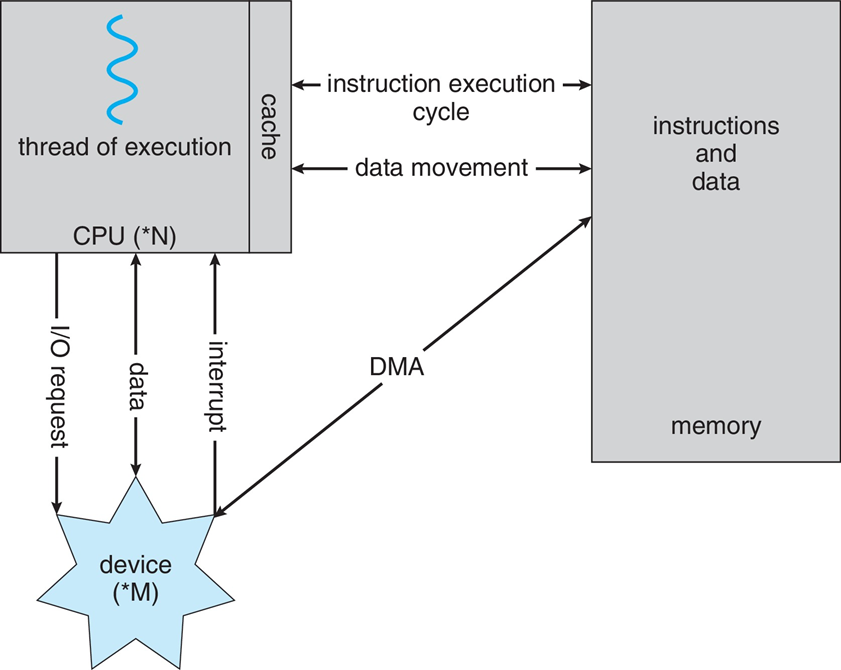 thread of execution
CPU (*N)
cache
instruction execution
cycle
data movement
instructions
and
data
memory
I/O request
data
interrupt
DMA
device
(*M)